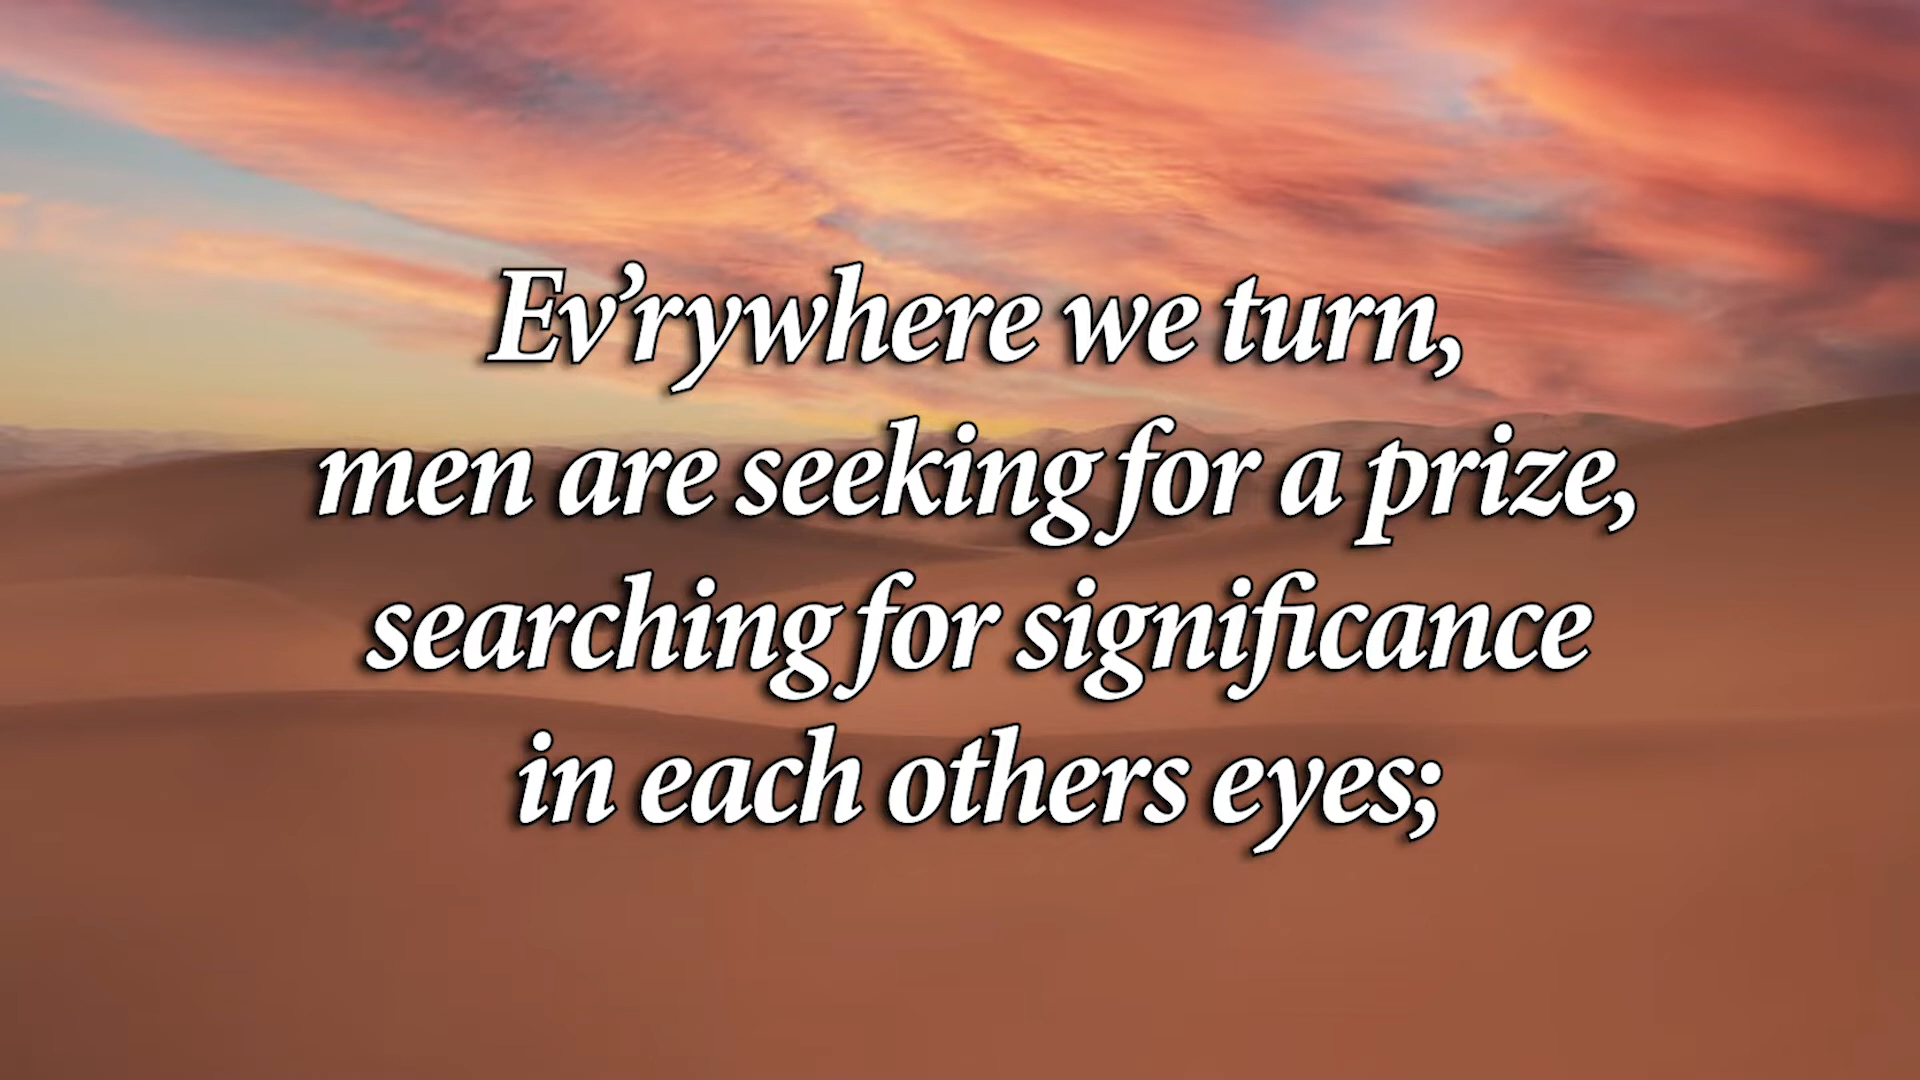 Ev’rywhere we turn,
men are seeking for a prize,
searching for significance
in each others eyes;